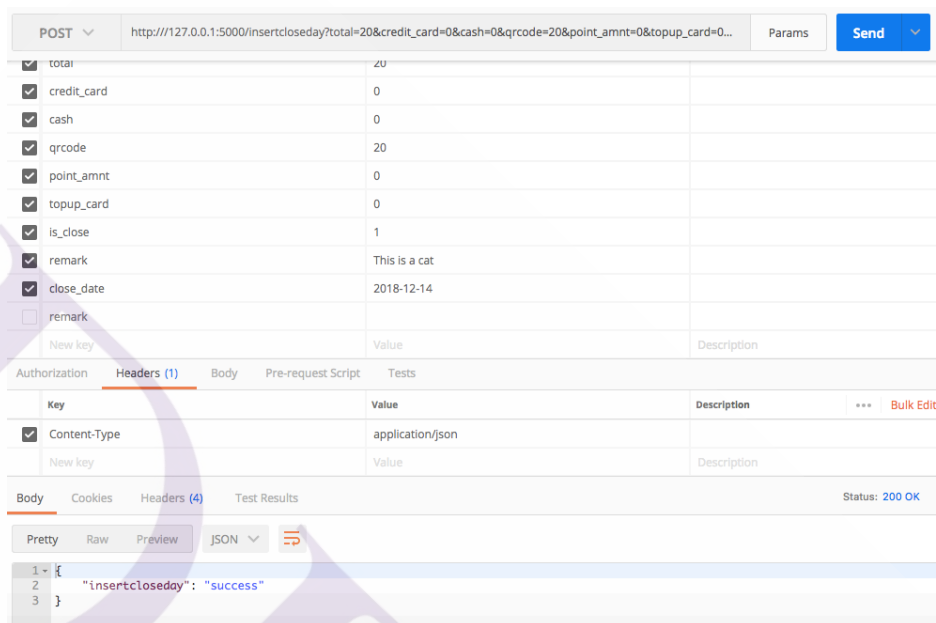 POST http:///127.0.0.1:5000/insertcloseday?total=20&credit_card=0&cash=0&qrcode=20&point_amnt=0&topup_card=0... Params Send
total 20
credit_card 0
cash 0
qrcode 20
point_amnt 0
topup_card 0
is_close 1
remark This is a cat
close_date 2018-12-14
remark
New key Value Description
Authorization Headers (1) Body Pre-request Script Tests
Key Value Description ••• Bulk Edit
Content-Type application/json
New key Value Description
Body Cookies Headers (4) Test Results Status: 200 OK
Pretty Raw Preview JSON
1 {
2 "insertcloseday": "success"
3 }